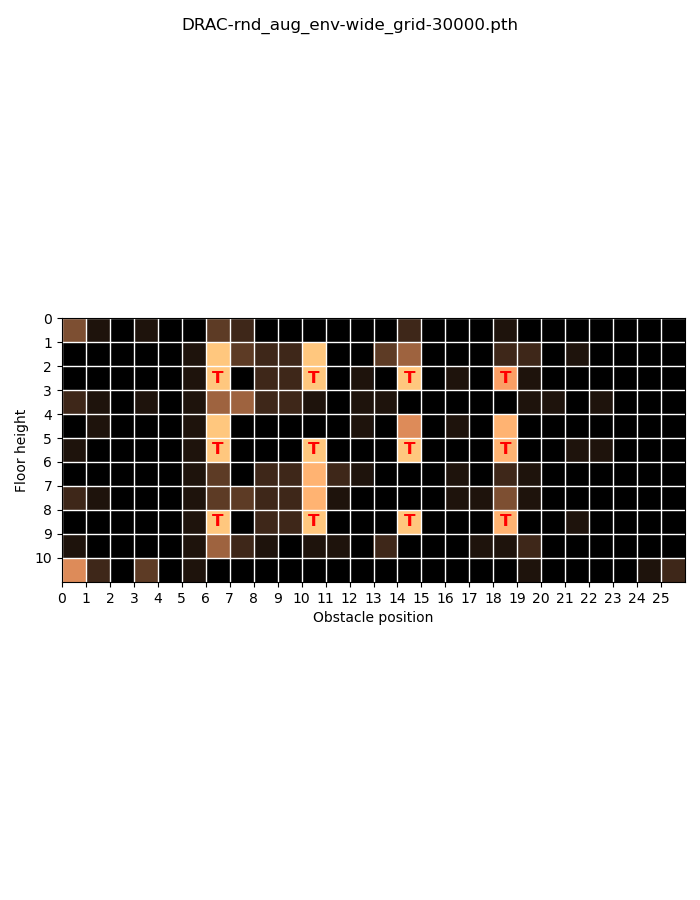 DRAC-rnd_aug_env-wide_grid-30000.pth
0
1
2
T T T T
3
4
5
T T T T
6
7
8
T T T T
9
10
Floor height
0 1 2 3 4 5 6 7 8 9 10 11 12 13 14 15 16 17 18 19 20 21 22 23 24 25
Obstacle position